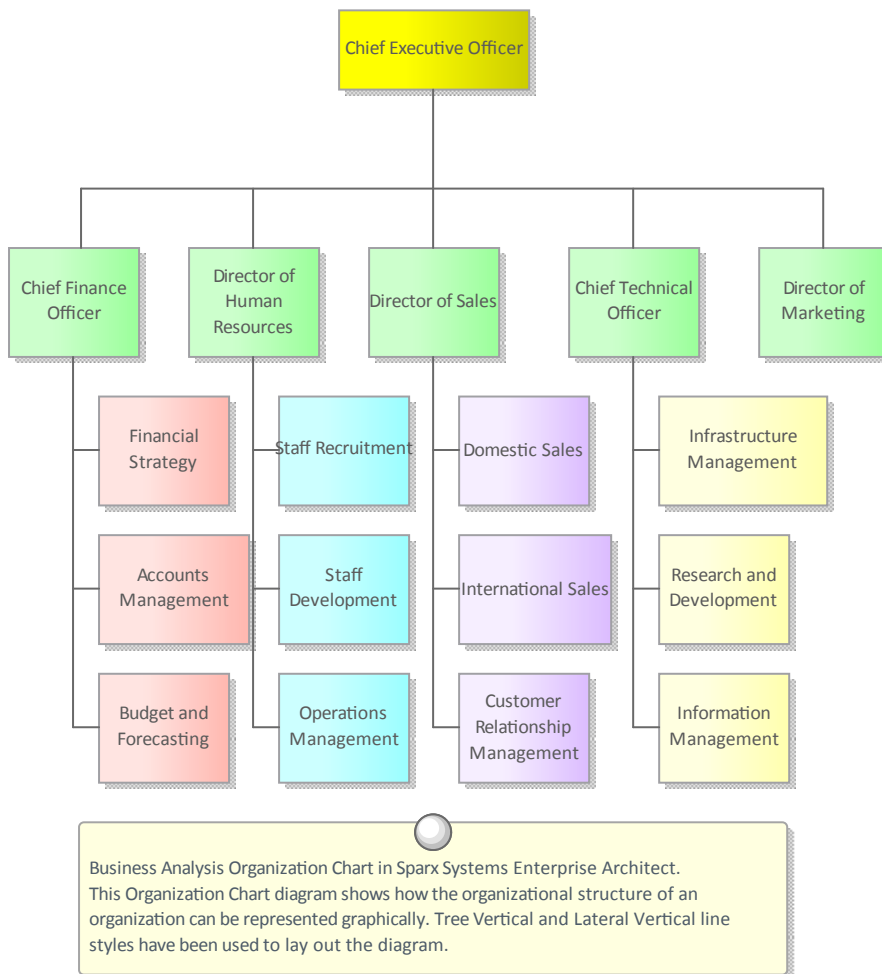 Chief Executive Officer
Chief Finance
Officer
Director of
Human
Resources
Director of Sales
Chief Technical
Officer
Director of
Marketing
Financial
Strategy
Staff Recruitment
Domestic Sales
Infrastructure
Management
Accounts
Management
Staff
Development
International Sales
Research and
Development
Budget and
Forecasting
Operations
Management
Customer
Relationship
Management
Information
Management
Business Analysis Organization Chart in Sparx Systems Enterprise Architect.
This Organization Chart diagram shows how the organizational structure of an
organization can be represented graphically. Tree Vertical and Lateral Vertical line
styles have been used to lay out the diagram.